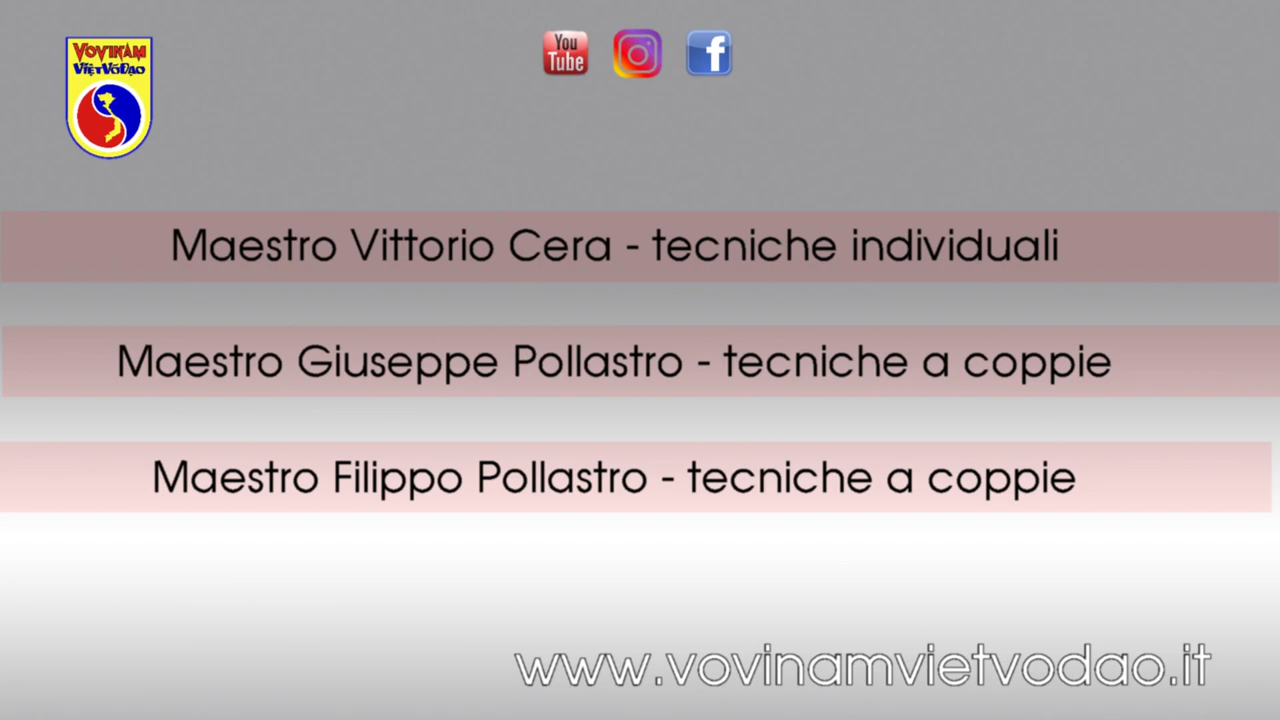 VOVINAM
VIỆT VÕ ĐẠO
You
Tube
f
Maestro Vittorio Cera - tecniche individuali
Maestro Giuseppe Pollastro - tecniche a coppie
Maestro Filippo Pollastro - tecniche a coppie
www.vovinamvietvodao.it